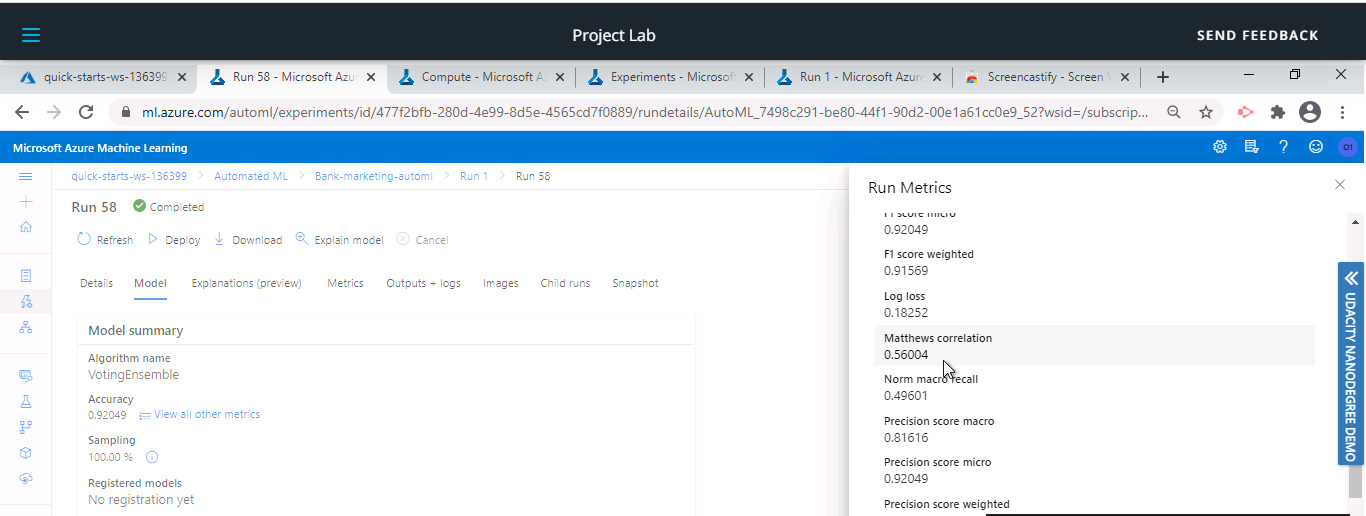 Project Lab
SEND FEEDBACK
quick-starts-ws-136399
Run 58 - Microsoft Azu
Compute - Microsoft A
Experiments - Microsof
Run 1 - Microsoft Azure
Screencastify - Screen
ml.azure.com/automl/experiments/id/477f2bfb-280d-4e99-8d5e-4565cd7f0889/rundetails/AutoML_7498c291-be80-44f1-90d2-00e1a61cc0e9_52?wsid=/subscrip...
Microsoft Azure Machine Learning
O1
quick-starts-ws-136399 > Automated ML > Bank-marketing-automl > Run 1 > Run 58
Run 58 Completed
Refresh Deploy Download Explain model Cancel
Details Model Explanations (preview) Metrics Outputs + logs Images Child runs Snapshot
Model summary
Algorithm name
VotingEnsemble
Accuracy
0.92049 View all other metrics
Sampling
100.00 %
Registered models
No registration yet
Run Metrics
F1 score micro
0.92049
F1 score weighted
0.91569
Log loss
0.18252
Matthews correlation
0.56004
Norm macro recall
0.49601
Precision score macro
0.81616
Precision score micro
0.92049
Precision score weighted
UDACITY NANODEGREE DEMO